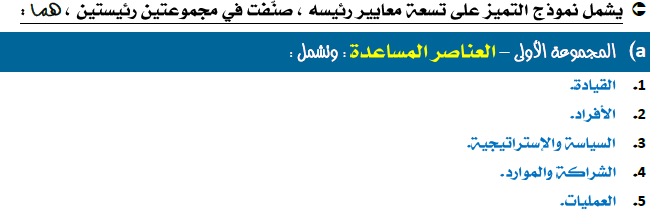 يشمل نموذج التميز على تسعة معايير رئيسه ، صنّفت في مجموعتين رئيستين ، هما :
a) المجموعة الأولى – العناصر المساعدة : وتشمل :
1. القيادة.
2. الأفراد.
3. السياسة والإستراتيجية.
4. الشراكة والموارد.
5. العمليات.